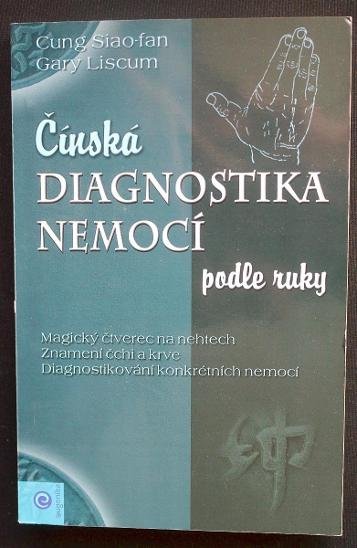 Cung Siao-fan
Gary Liscum
Čínská
DIAGNOSTIKA
NEMOCÍ
podle ruky
Magický čtverec na nehtech
Znamení čchi a krve
Diagnostikování konkrétních nemocí
eugenika